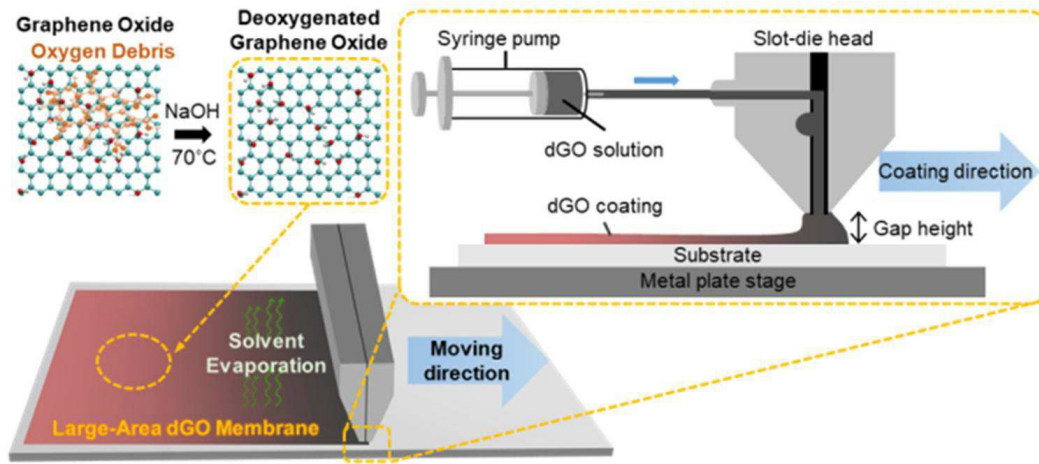 Graphene Oxide
Oxygen Debris
NaOH
70°C
Deoxygenated
Graphene Oxide
Syringe pump
Slot-die head
dGO solution
Coating direction
dGO coating
Gap height
Substrate
Metal plate stage
Solvent
Evaporation
Moving
direction
Large-Area dGO Membrane